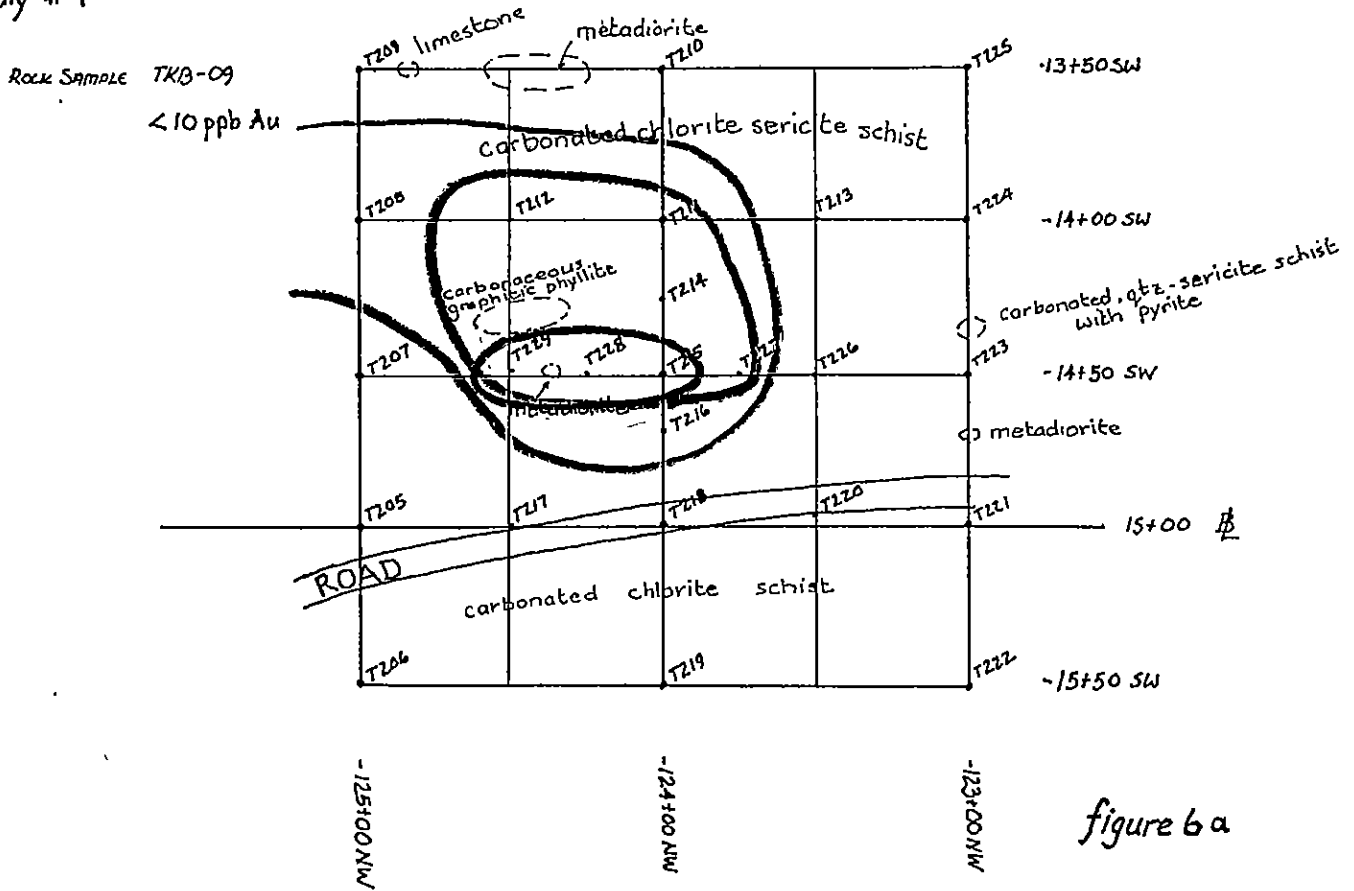 limestone
metadiorite
T209
T210
T225
-13+50 SW
ROCK SAMPLE TKB-09
<10 ppb Au
carbonated chlorite sericite schist
T208
T212
T211
T213
T224
-14+00 SW
carbonaceous
graphitic phyllite
T214
carbonated qtz-sericite schist
with pyrite
T207
T229
T228
T215
T227
T226
T223
-14+50 SW
metadiorite
T216
metadiorite
T205
T217
T218
T220
T221
15+00 BL
ROAD
carbonated chlorite schist
T206
T219
T222
-15+50 SW
-125+00 NW
-124+00 NW
-123+00 NW
figure 6a